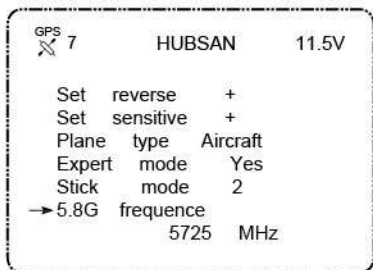 GPS 7 HUBSAN 11.5V
Set reverse +
Set sensitive +
Plane type Aircraft
Expert mode Yes
Stick mode 2
→5.8G frequence
5725 MHz